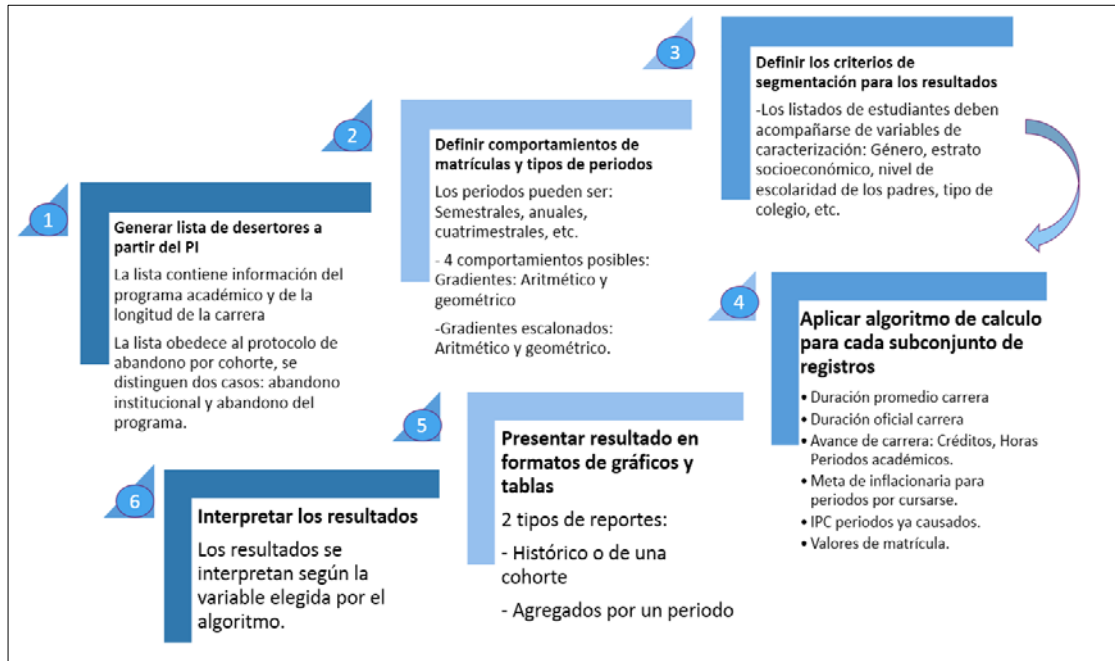 1
Generar lista de desertores a
partir del PI
La lista contiene información del
programa académico y de la
longitud de la carrera
La lista obedece al protocolo de
abandono por cohorte, se
distinguen dos casos: abandono
institucional y abandono del
programa.
2
Definir comportamientos de
matrículas y tipos de periodos
Los periodos pueden ser:
Semestrales, anuales,
cuatrimestrales, etc.
- 4 comportamientos posibles:
Gradientes: Aritmético y
geométrico
-Gradientes escalonados:
Aritmético y geométrico.
3
Definir los criterios de
segmentación para los resultados
-Los listados de estudiantes deben
acompañarse de variables de
caracterización: Género, estrato
socioeconómico, nivel de
escolaridad de los padres, tipo de
colegio, etc.
4
Aplicar algoritmo de calculo
para cada subconjunto de
registros
• Duración promedio carrera
• Duración oficial carrera
• Avance de carrera: Créditos, Horas
Periodos académicos.
• Meta de inflacionaria para
periodos por cursarse.
• IPC periodos ya causados.
• Valores de matrícula.
5
Presentar resultado en
formatos de gráficos y
tablas
2 tipos de reportes:
- Histórico o de una
cohorte
- Agregados por un periodo
6
Interpretar los resultados
Los resultados se
interpretan según la
variable elegida por el
algoritmo.